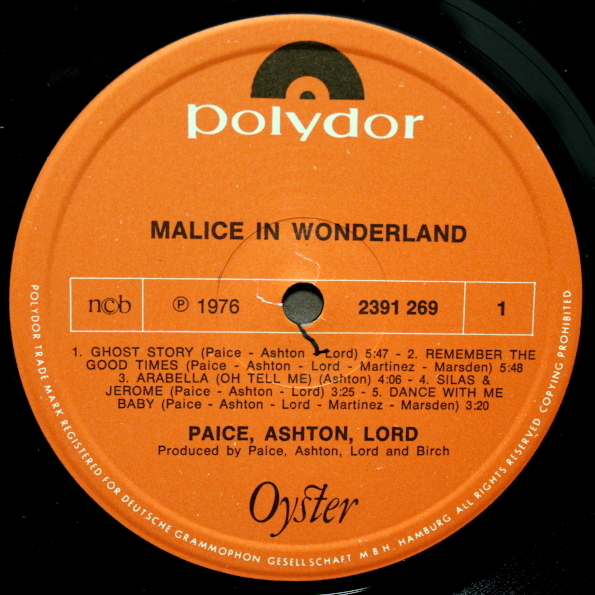 polydor
MALICE IN WONDERLAND
ncb
℗ 1976
2391 269
1
1. GHOST STORY (Paice - Ashton - Lord) 5:47 - 2. REMEMBER THE
GOOD TIMES (Paice - Ashton - Lord - Martinez - Marsden) 5:48
3. ARABELLA (OH TELL ME) (Ashton) 4:06 - 4. SILAS &
JEROME (Paice - Ashton - Lord) 3:25 - 5. DANCE WITH ME
BABY (Paice - Ashton - Lord - Martinez - Marsden) 3:20
PAICE, ASHTON, LORD
Produced by Paice, Ashton, Lord and Birch
Oyster
POLYDOR TRADE MARK REGISTERED FOR DEUTSCHE GRAMMOPHON GESELLSCHAFT M B H. HAMBURG ALL RIGHTS RESERVED COPYING PROHIBITED